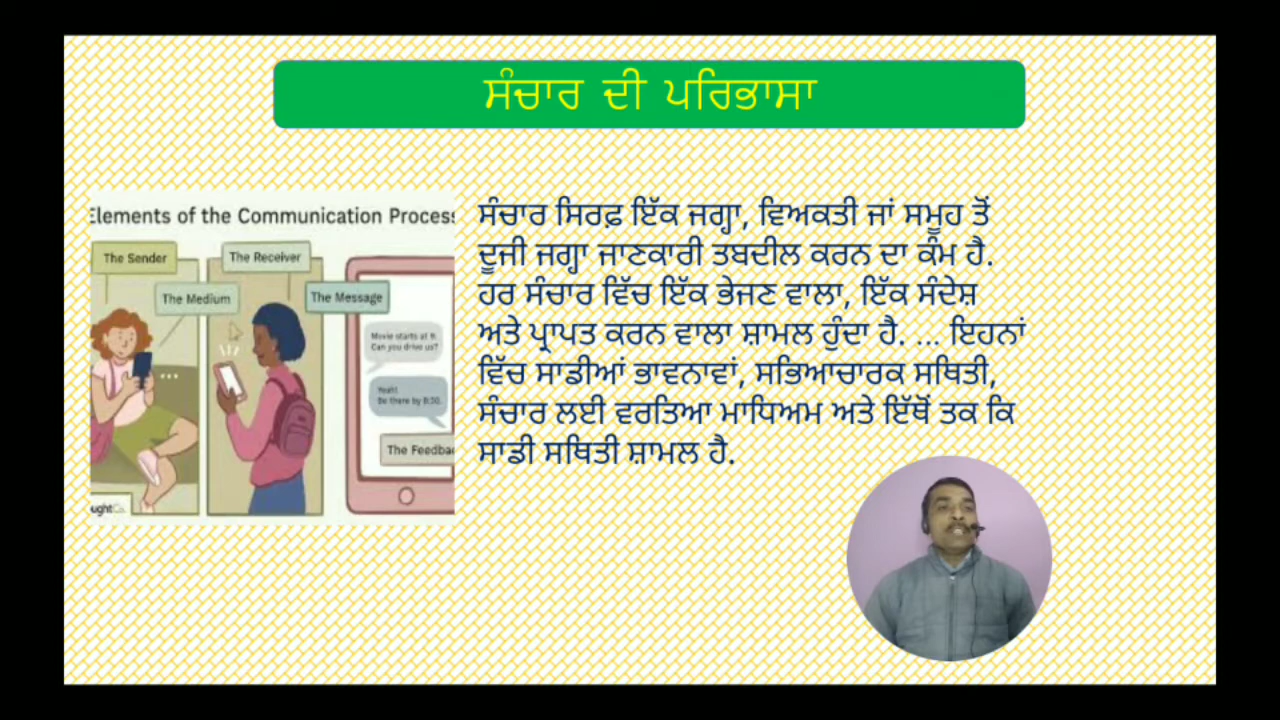 ਸੰਚਾਰ ਦੀ ਪਰਿਭਾਸਾ
Elements of the Communication Process
The Sender
The Receiver
The Medium
The Message
Movie starts at 9.
Can you drive us?
Yeah!
Be there by 8:30.
The Feedba
ughtCo.
ਸੰਚਾਰ ਸਿਰਫ਼ ਇੱਕ ਜਗ੍ਹਾ, ਵਿਅਕਤੀ ਜਾਂ ਸਮੂਹ ਤੋਂ
ਦੂਜੀ ਜਗ੍ਹਾ ਜਾਣਕਾਰੀ ਤਬਦੀਲ ਕਰਨ ਦਾ ਕੰਮ ਹੈ.
ਹਰ ਸੰਚਾਰ ਵਿੱਚ ਇੱਕ ਭੇਜਣ ਵਾਲਾ, ਇੱਕ ਸੰਦੇਸ਼
ਅਤੇ ਪ੍ਰਾਪਤ ਕਰਨ ਵਾਲਾ ਸ਼ਾਮਲ ਹੁੰਦਾ ਹੈ. ... ਇਹਨਾਂ
ਵਿੱਚ ਸਾਡੀਆਂ ਭਾਵਨਾਵਾਂ, ਸਭਿਆਚਾਰਕ ਸਥਿਤੀ,
ਸੰਚਾਰ ਲਈ ਵਰਤਿਆ ਮਾਧਿਅਮ ਅਤੇ ਇੱਥੋਂ ਤਕ ਕਿ
ਸਾਡੀ ਸਥਿਤੀ ਸ਼ਾਮਲ ਹੈ.